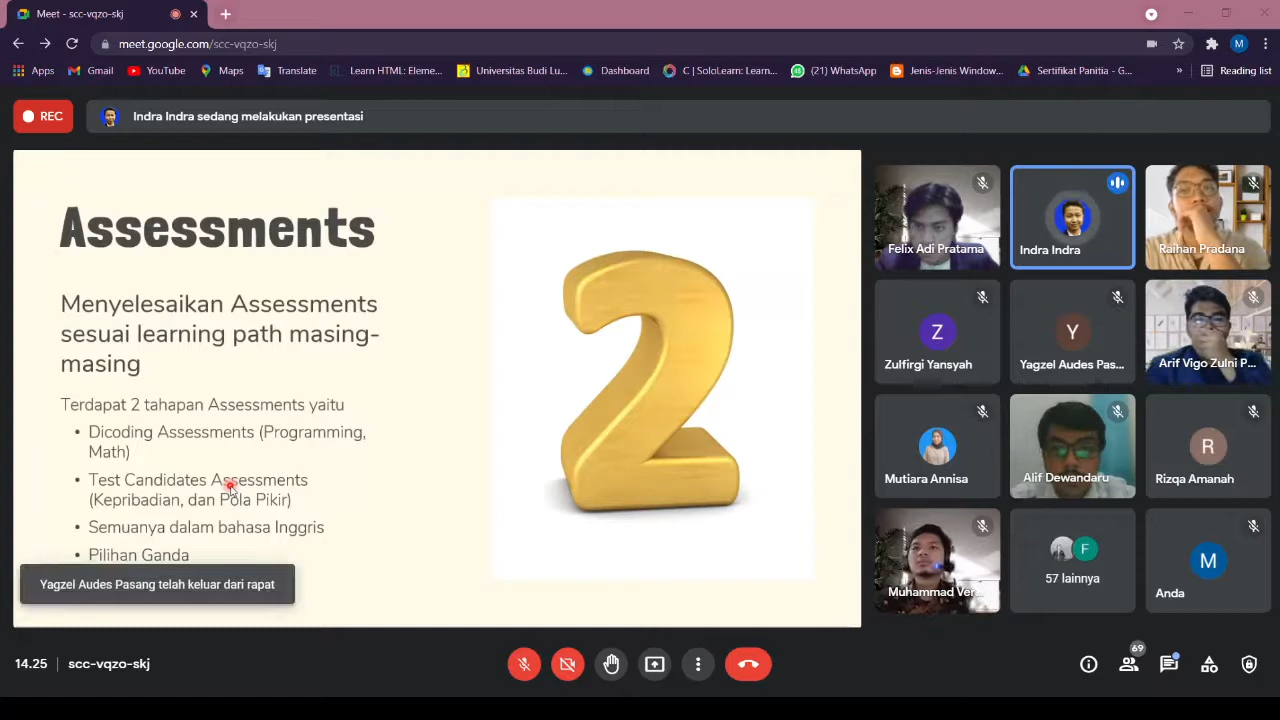 Meet - scc-vqzo-skj
meet.google.com/scc-vqzo-skj
M
Apps Gmail YouTube Maps Translate Learn HTML: Eleme... Universitas Budi Lu... Dashboard C | SoloLearn: Learn... (21) WhatsApp Jenis-Jenis Window... Sertifikat Panitia - G... » Reading list
REC Indra Indra sedang melakukan presentasi
Assessments
Menyelesaikan Assessments
sesuai learning path masing-
masing
Terdapat 2 tahapan Assessments yaitu
• Dicoding Assessments (Programming,
Math)
• Test Candidates Assessments
(Kepribadian, dan Pola Pikir)
• Semuanya dalam bahasa Inggris
• Pilihan Ganda
2
Yagzel Audes Pasang telah keluar dari rapat
Felix Adi Pratama
Indra Indra
Raihan Pradana
Z
Zulfirgi Yansyah
Y
Yagzel Audes Pas...
Arif Vigo Zulni P...
Mutiara Annisa
Alif Dewandaru
R
Rizqa Amanah
Muhammad Ver...
F
57 lainnya
M
Anda
14.25 | scc-vqzo-skj
69